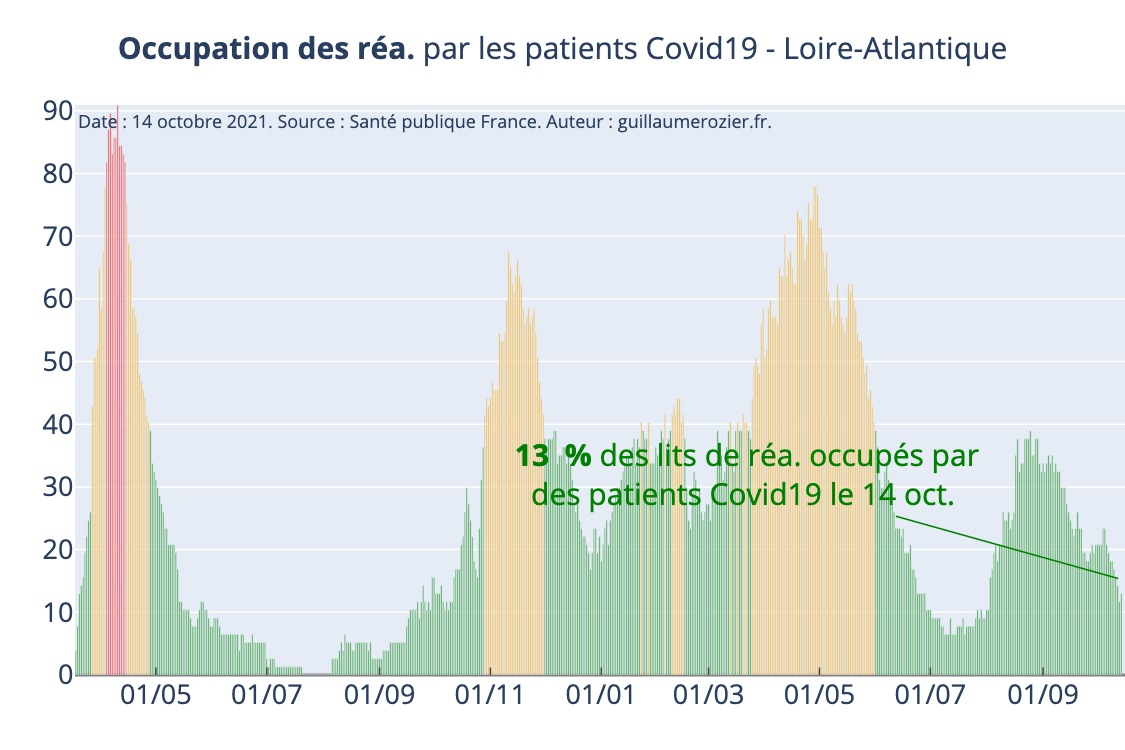 Occupation des réa. par les patients Covid19 - Loire-Atlantique
90
Date : 14 octobre 2021. Source : Santé publique France. Auteur : guillaumerozier.fr.
80
70
60
50
40
13 % des lits de réa. occupés par
des patients Covid19 le 14 oct.
30
20
10
0
01/05 01/07 01/09 01/11 01/01 01/03 01/05 01/07 01/09